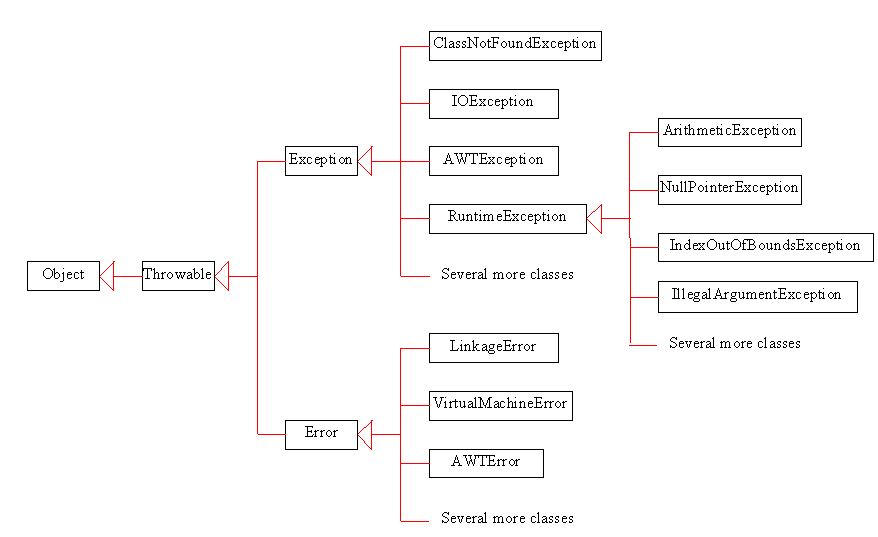 ClassNotFoundException
IOException
ArithmeticException
Exception
AWTException
NullPointerException
RuntimeException
IndexOutOfBoundsException
Object
Throwable
Several more classes
IllegalArgumentException
LinkageError
Several more classes
VirtualMachineError
Error
AWTError
Several more classes